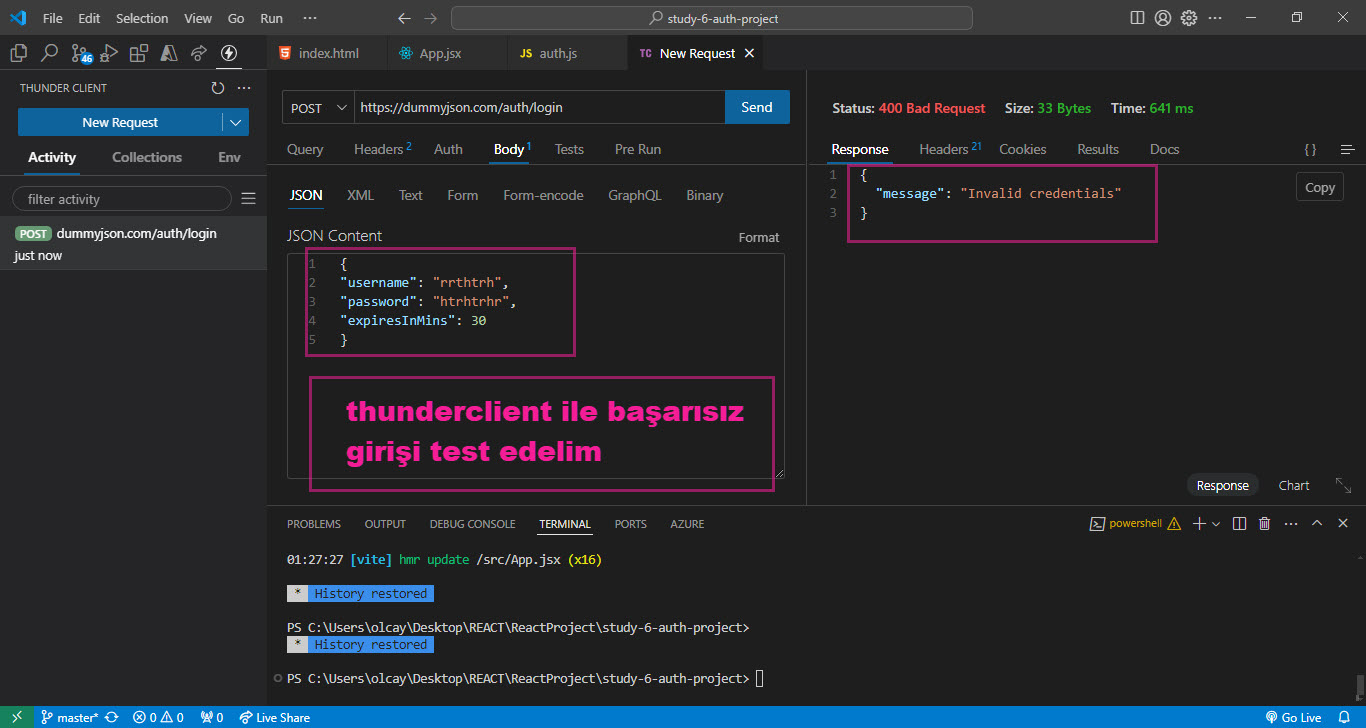 File Edit Selection View Go Run ···
study-6-auth-project
46
index.html
App.jsx
JS auth.js
TC New Request
THUNDER CLIENT
New Request
Activity Collections Env
filter activity
POST dummyjson.com/auth/login
just now
POST https://dummyjson.com/auth/login Send
Query Headers 2 Auth Body 1 Tests Pre Run
JSON XML Text Form Form-encode GraphQL Binary
JSON Content Format
1 {
2 "username": "rrthtrh",
3 "password": "htrhtrhr",
4 "expiresInMins": 30
5 }
thunderclient ile başarısız
girişi test edelim
Status: 400 Bad Request Size: 33 Bytes Time: 641 ms
Response Headers 21 Cookies Results Docs { }
1 {
2 "message": "Invalid credentials"
3 }
Copy
Response Chart
PROBLEMS OUTPUT DEBUG CONSOLE TERMINAL PORTS AZURE
powershell
01:27:27 [vite] hmr update /src/App.jsx (x16)
* History restored
PS C:\Users\olcay\Desktop\REACT\ReactProject\study-6-auth-project>
* History restored
PS C:\Users\olcay\Desktop\REACT\ReactProject\study-6-auth-project>
master* 0 0 0 Live Share Go Live